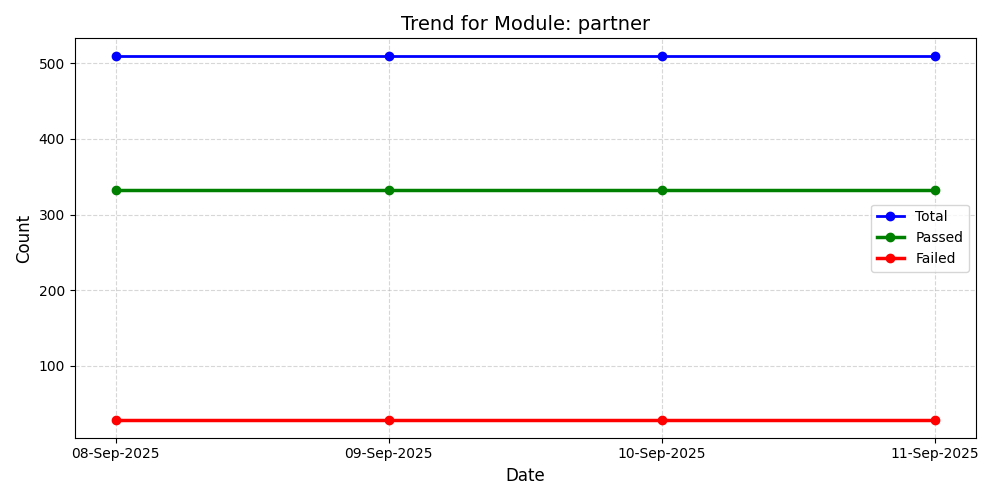 Trend for Module: partner
Count
500
400
300
200
100
Total
Passed
Failed
08-Sep-2025 09-Sep-2025 10-Sep-2025 11-Sep-2025
Date